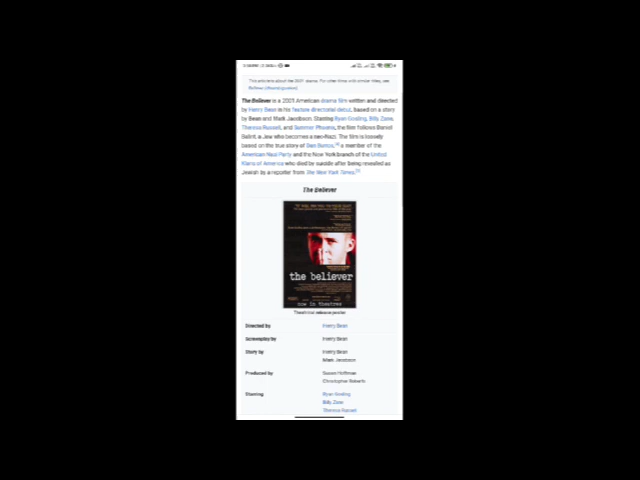 This article is about the 2001 drama. For other films with similar titles, see
Believer (disambiguation).
The Believer is a 2001 American drama film written and directed
by Henry Bean in his feature directorial debut, based on a story
by Bean and Mark Jacobson. Starring Ryan Gosling, Billy Zane,
Theresa Russell, and Summer Phoenix, the film follows Daniel
Balint, a Jew who becomes a neo-Nazi. The film is loosely
based on the true story of Dan Burros, a member of the
American Nazi Party and the New York branch of the United
Klans of America who died by suicide after being revealed as
Jewish by a reporter from The New York Times.
The Believer
the believer
now in theatres
Theatrical release poster
Directed by Henry Bean
Screenplay by Henry Bean
Story by Henry Bean
Mark Jacobson
Produced by Susan Hoffman
Christopher Roberts
Starring Ryan Gosling
Billy Zane
Theresa Russell